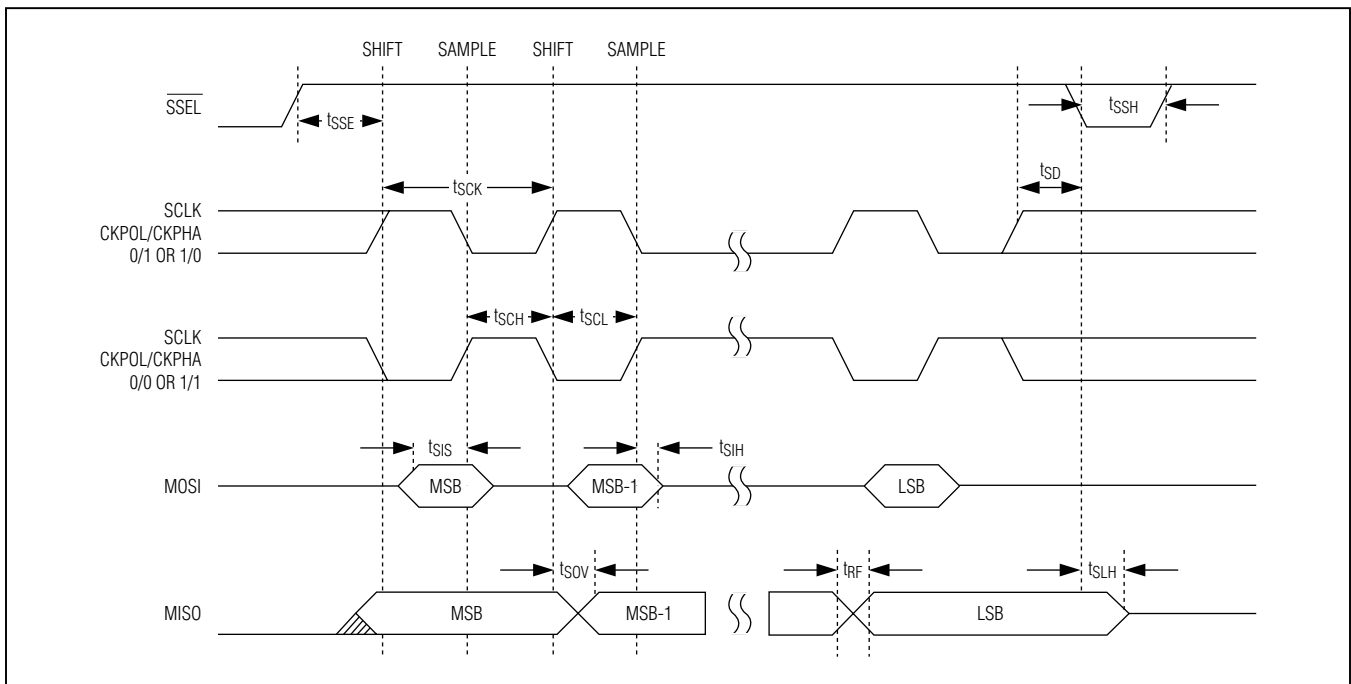 SHIFT SAMPLE SHIFT SAMPLE
SSEL
tSSE
tSSH
tSD
tSCK
SCLK
CKPOL/CKPHA
0/1 OR 1/0
tSCH tSCL
SCLK
CKPOL/CKPHA
0/0 OR 1/1
tSIS
tSIH
MOSI
MSB MSB-1 LSB
tSOV
tRF
tSLH
MISO
MSB MSB-1 LSB